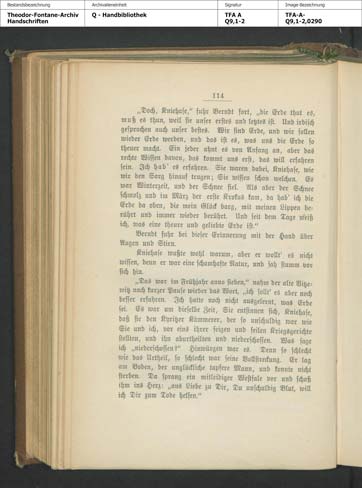 Bestandsbezeichnung
Theodor-Fontane-Archiv
Handschriften
Archivalieneinheit
Q - Handbibliothek
Signatur
TFA A
Q9,1-2
Image-Bezeichnung
TFA-A-
Q9,1-2,0290
114
„Doch, Kniehase,“ fuhr Berndt fort, „die Erde thut es,
muß es thun, weil sie unser erstes und letztes ist. Und irdisch
gesprochen auch unser bestes. Wir sind Erde, und wir sollen
wieder Erde werden, und das ist es, was uns die Erde so
theuer macht. Ein jeder ahnt es von Anfang an, aber das
rechte Wissen davon, das kommt uns erst, das will erfahren
sein. Ich hab' es erfahren. Sie waren dabei, Kniehase, wie
wir den Sarg hinauf trugen; Sie wissen schon welchen. Es
war Winterzeit, und der Schnee fiel. Als aber der Schnee
schmolz und im März der erste Krokus kam, da hab' ich die
Erde da oben, die mein Glück barg, mit meinen Lippen be-
rührt und immer wieder berührt. Und seit dem Tage weiß
ich, was eine theure und geliebte Erde ist.“
Berndt fuhr bei dieser Erinnerung mit der Hand über
Augen und Stirn.
Kniehase wußte wohl warum, aber er wollt' es nicht
wissen, denn er war eine schamhafte Natur, und sah stumm vor
sich hin.
„Das war im Frühjahr anno sieben,“ nahm der alte Vitze-
witz nach kurzer Pause wieder das Wort, „ich sollt' es aber noch
besser erfahren. Ich hatte noch nicht ausgelernt, was Erde
sei. Es war um dieselbe Zeit, Sie entsinnen sich, Kniehase,
daß sie den Kyritzer Kämmerer, der so unschuldig war wie
Sie und ich, vor eins ihrer feigen und feilen Kriegsgerichte
stellten, und ihn aburtheilten und niederschossen. Was sage
ich „niederschossen?“ Hinwürgen war es. Denn so schlecht
wie das Urtheil, so schlecht war seine Vollstreckung. Er lag
am Boden, der unglückliche tapfere Mann, und konnte nicht
sterben. Da sprang ein mitleidiger Westfale vor und schoß
ihm ins Herz: „aus Liebe zu Dir, Du unschuldig Blut, will
ich Dir zum Tode helfen.“